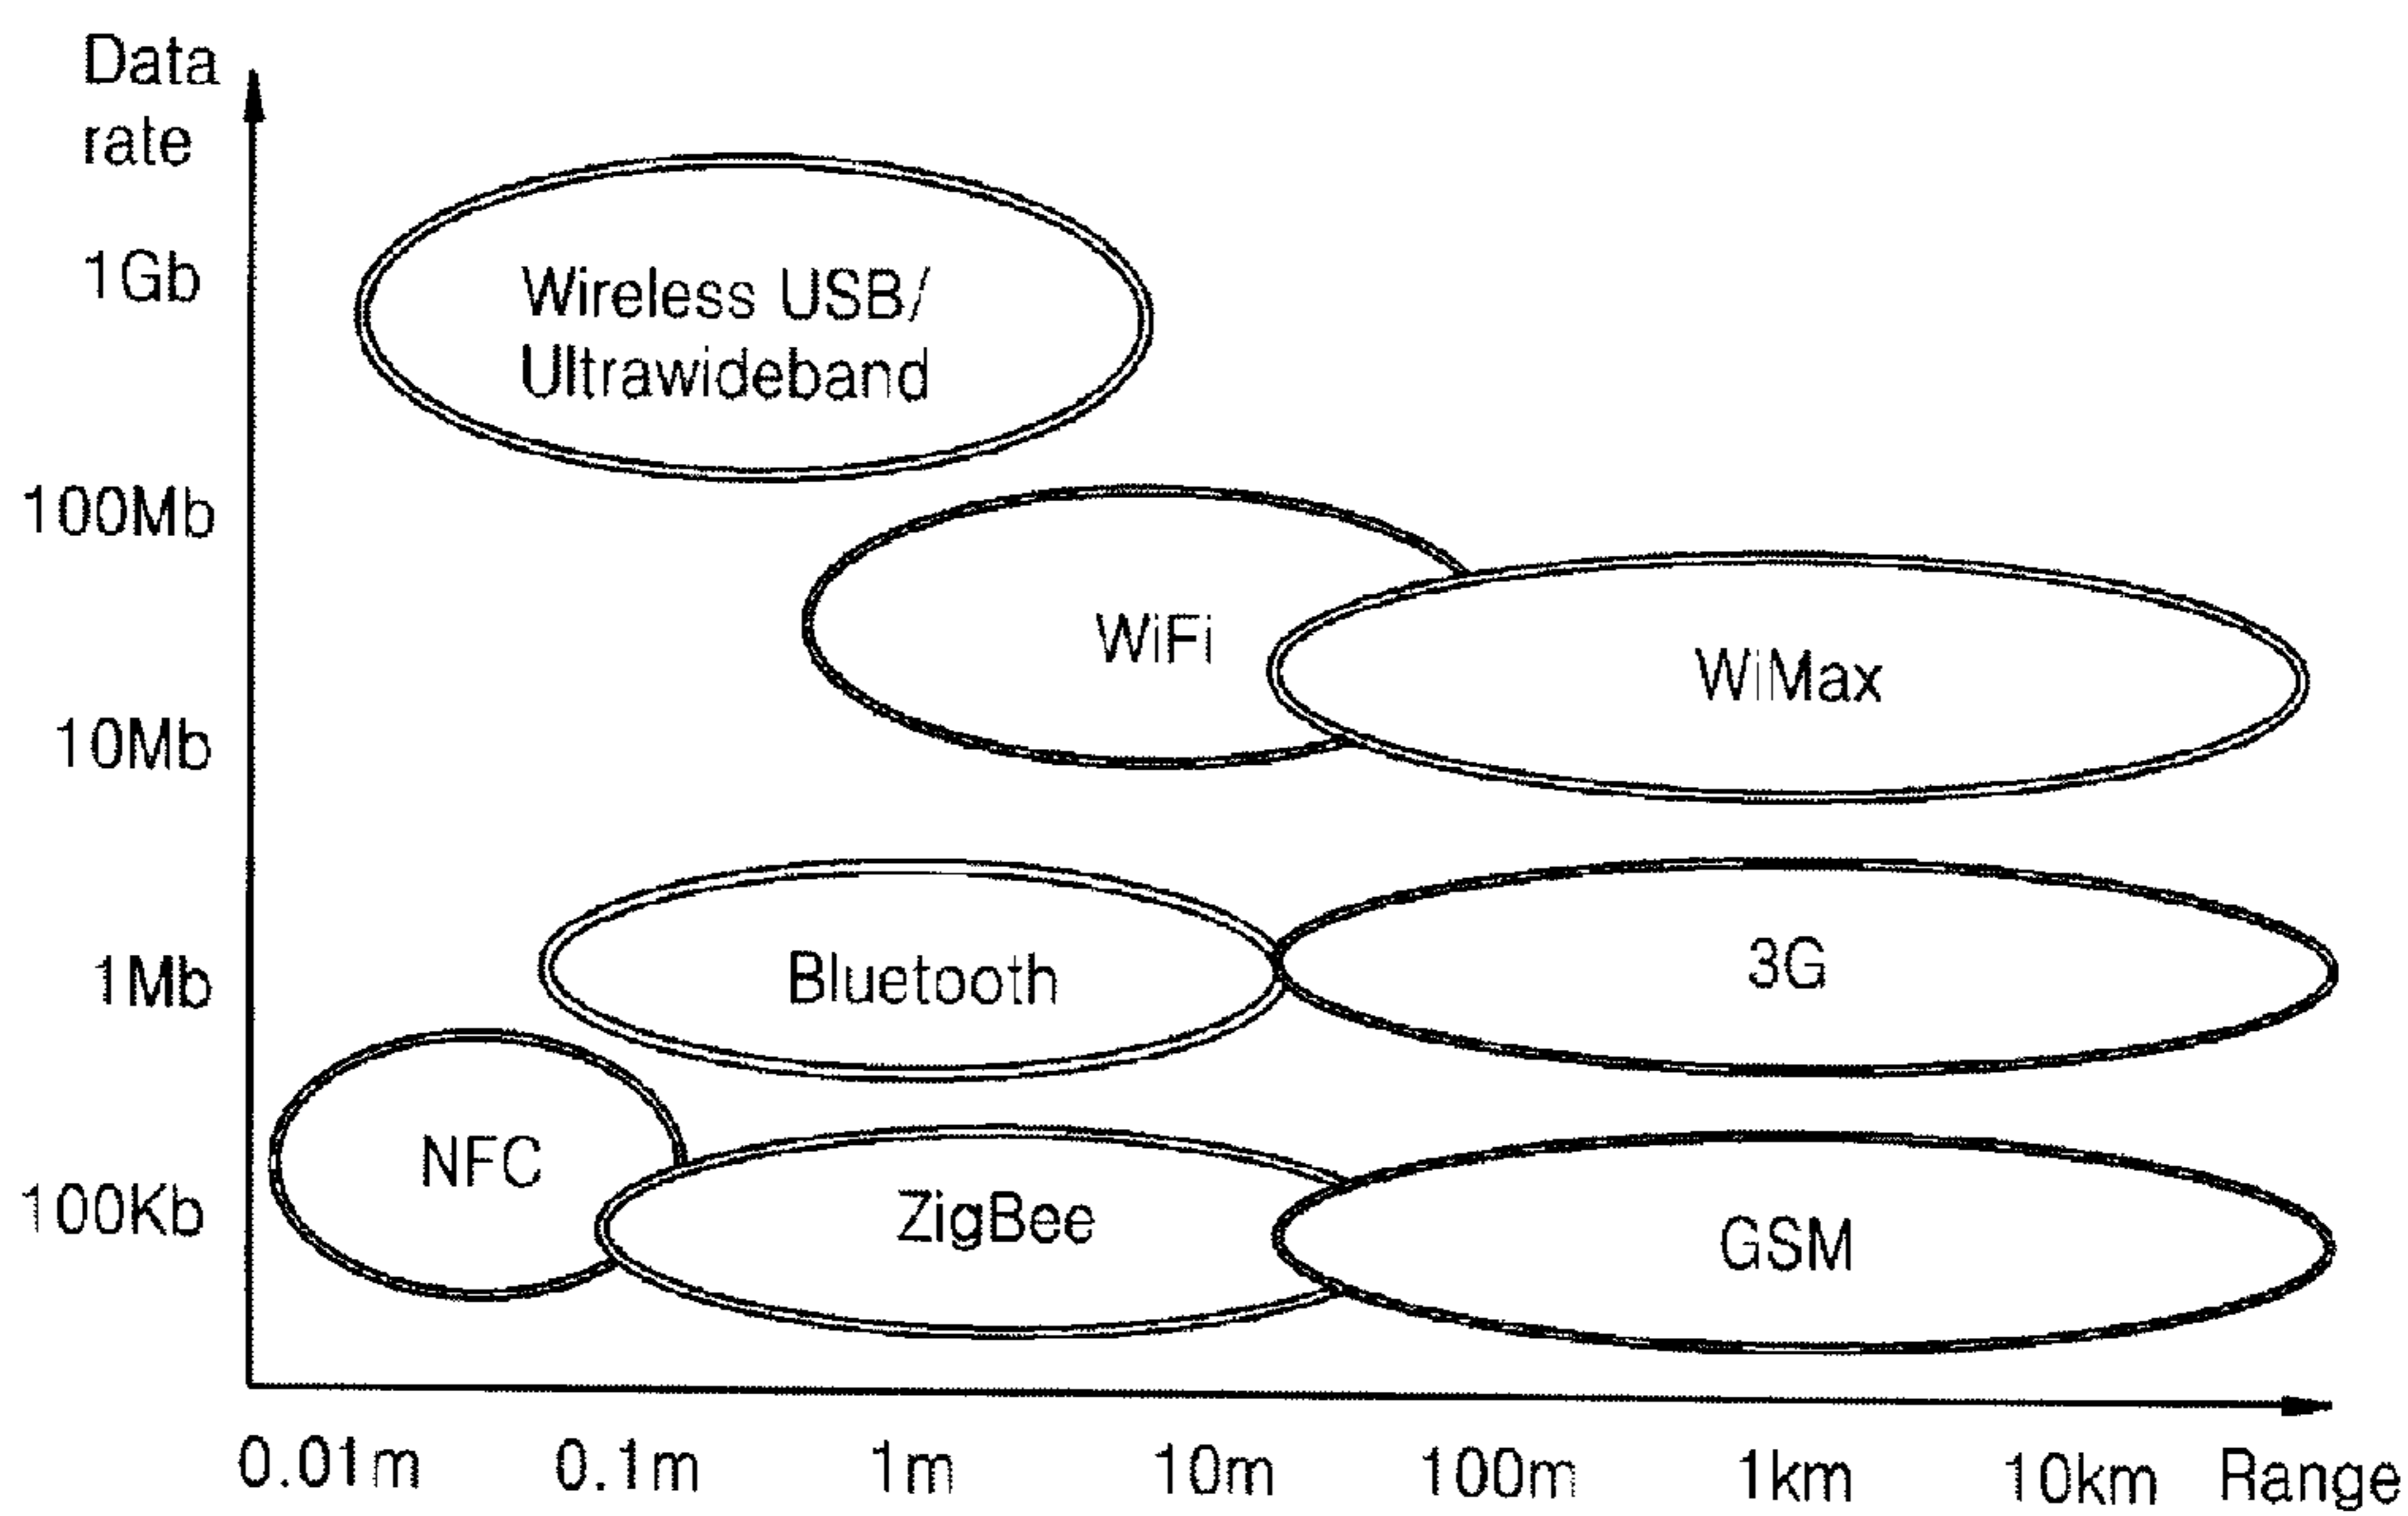 Data
rate
1Gb
Wireless USB/
Ultrawideband
100Mb
WiFi
WiMax
10Mb
Bluetooth
3G
1Mb
NFC
ZigBee
GSM
100Kb
0.01m 0.1m 1m 10m 100m 1km 10km Range